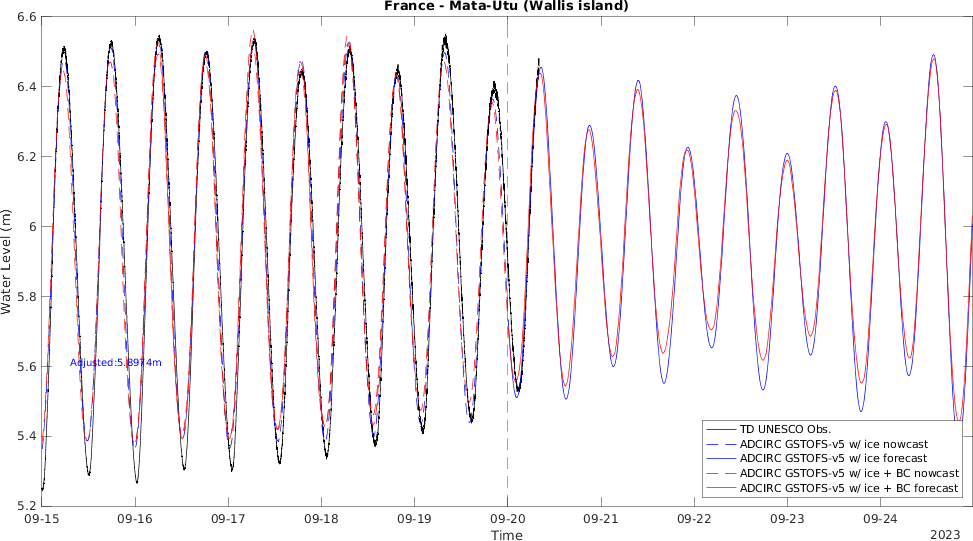 France - Mata-Utu (Wallis island)
6.6
6.4
6.2
6
5.8
5.6
5.4
5.2
Water Level (m)
Adjusted:5.8974m
TD UNESCO Obs.
ADCIRC GSTOFS-v5 w/ ice nowcast
ADCIRC GSTOFS-v5 w/ ice forecast
ADCIRC GSTOFS-v5 w/ ice + BC nowcast
ADCIRC GSTOFS-v5 w/ ice + BC forecast
09-15 09-16 09-17 09-18 09-19 09-20 09-21 09-22 09-23 09-24
Time
2023